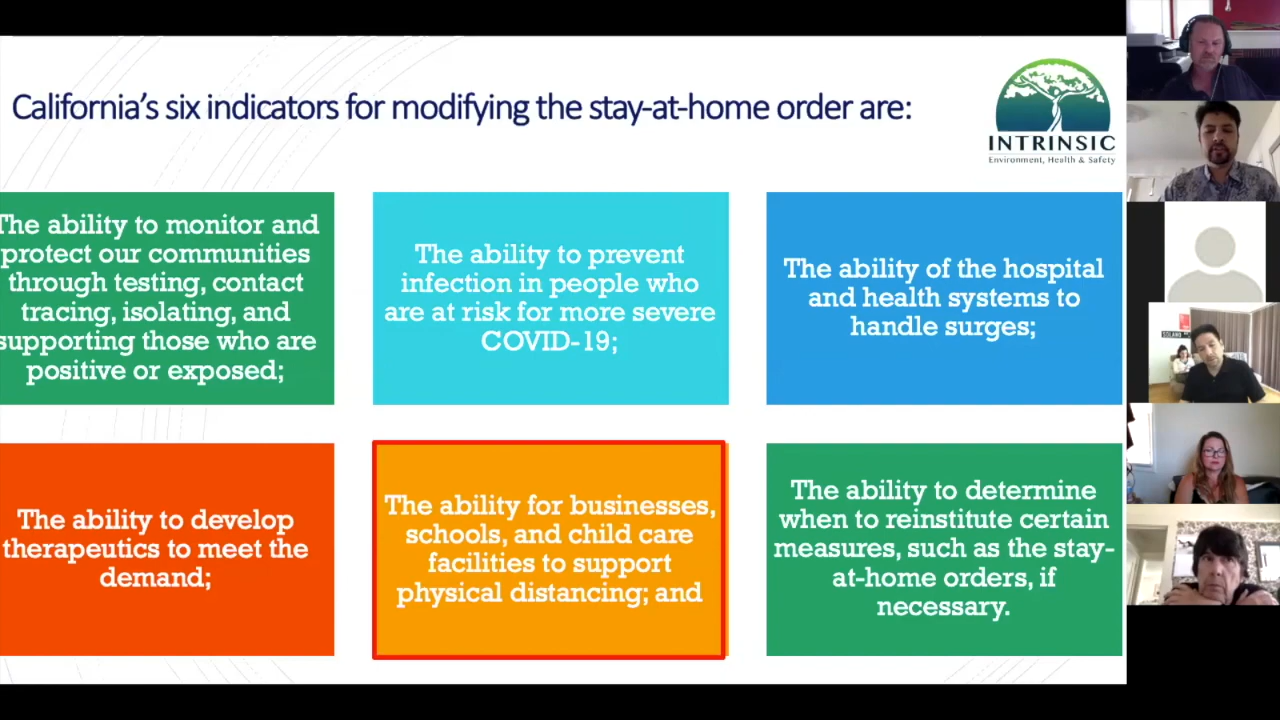 California's six indicators for modifying the stay-at-home order are:
INTRINSIC
Environment, Health & Safety
The ability to monitor and
protect our communities
through testing, contact
tracing, isolating, and
supporting those who are
positive or exposed;
The ability to prevent
infection in people who
are at risk for more severe
COVID-19;
The ability of the hospital
and health systems to
handle surges;
The ability to develop
therapeutics to meet the
demand;
The ability for businesses,
schools, and child care
facilities to support
physical distancing; and
The ability to determine
when to reinstitute certain
measures, such as the stay-
at-home orders, if
necessary.